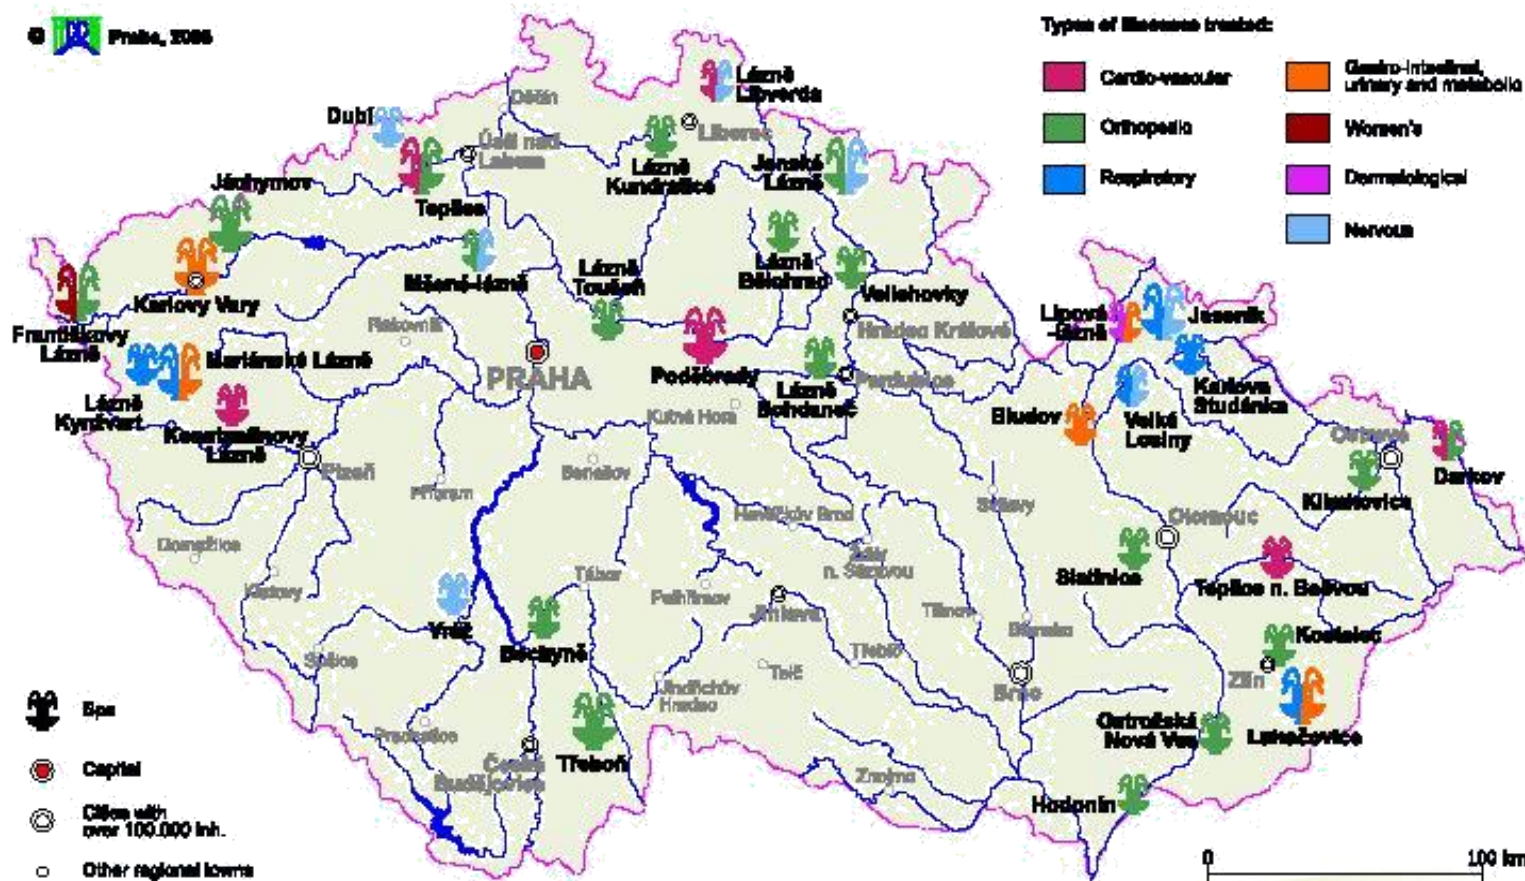 © Praha, 2005
Types of illnesses treated:
Cardio-vascular
Gastro-intestinal,
urinary and metabolic
Orthopedic
Women's
Respiratory
Dermatological
Nervous
Lázně
Libverda
Děčín
Dubí
Ústí nad
Labem
Liberec
Lázně
Kundratice
Janské
Lázně
Jáchymov
Teplice
Karlovy Vary
Mšené-lázně
Lázně
Toušeň
Lázně
Bělohrad
Velichovky
Františkovy
Lázně
Rakovník
Hradec Králové
Lipová
-lázně
Jeseník
Mariánské Lázně
PRAHA
Poděbrady
Lázně
Bohdaneč
Pardubice
Karlova
Studánka
Lázně
Kynžvart
Konstantinovy
Lázně
Kutná Hora
Bludov
Velké
Losiny
Ostrava
Plzeň
Příbram
Benešov
Svitavy
Klimkovice
Darkov
Havlíčkův Brod
Olomouc
Domažlice
Žďár
n. Sázavou
Slatinice
Teplice n. Bečvou
Klatovy
Tábor
Pelhřimov
Jihlava
Tišnov
Blansko
Vráž
Bechyně
Kostelec
Sušice
Telč
Třebíč
Zlín
Jindřichův
Hradec
Brno
Ostrožská
Nová Ves
Luhačovice
Spa
Prachatice
Capital
České
Budějovice
Třeboň
Znojmo
Hodonín
Cities with
over 100.000 inh.
Other regional towns
0
100 km